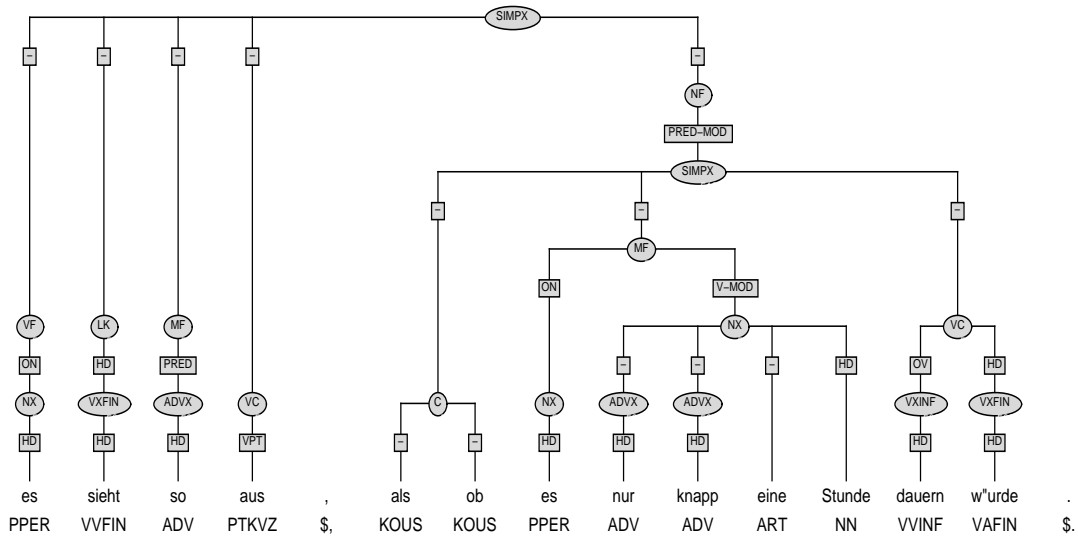 SIMPX
– – – – –
NF
PRED–MOD
SIMPX
– – –
MF
ON V–MOD
VF LK MF NX VC
ON HD PRED – – – HD OV HD
NX VXFIN ADVX VC C NX ADVX ADVX VXINF VXFIN
HD HD HD VPT – – HD HD HD HD HD
es sieht so aus , als ob es nur knapp eine Stunde dauern w"urde .
PPER VVFIN ADV PTKVZ $, KOUS KOUS PPER ADV ADV ART NN VVINF VAFIN $.